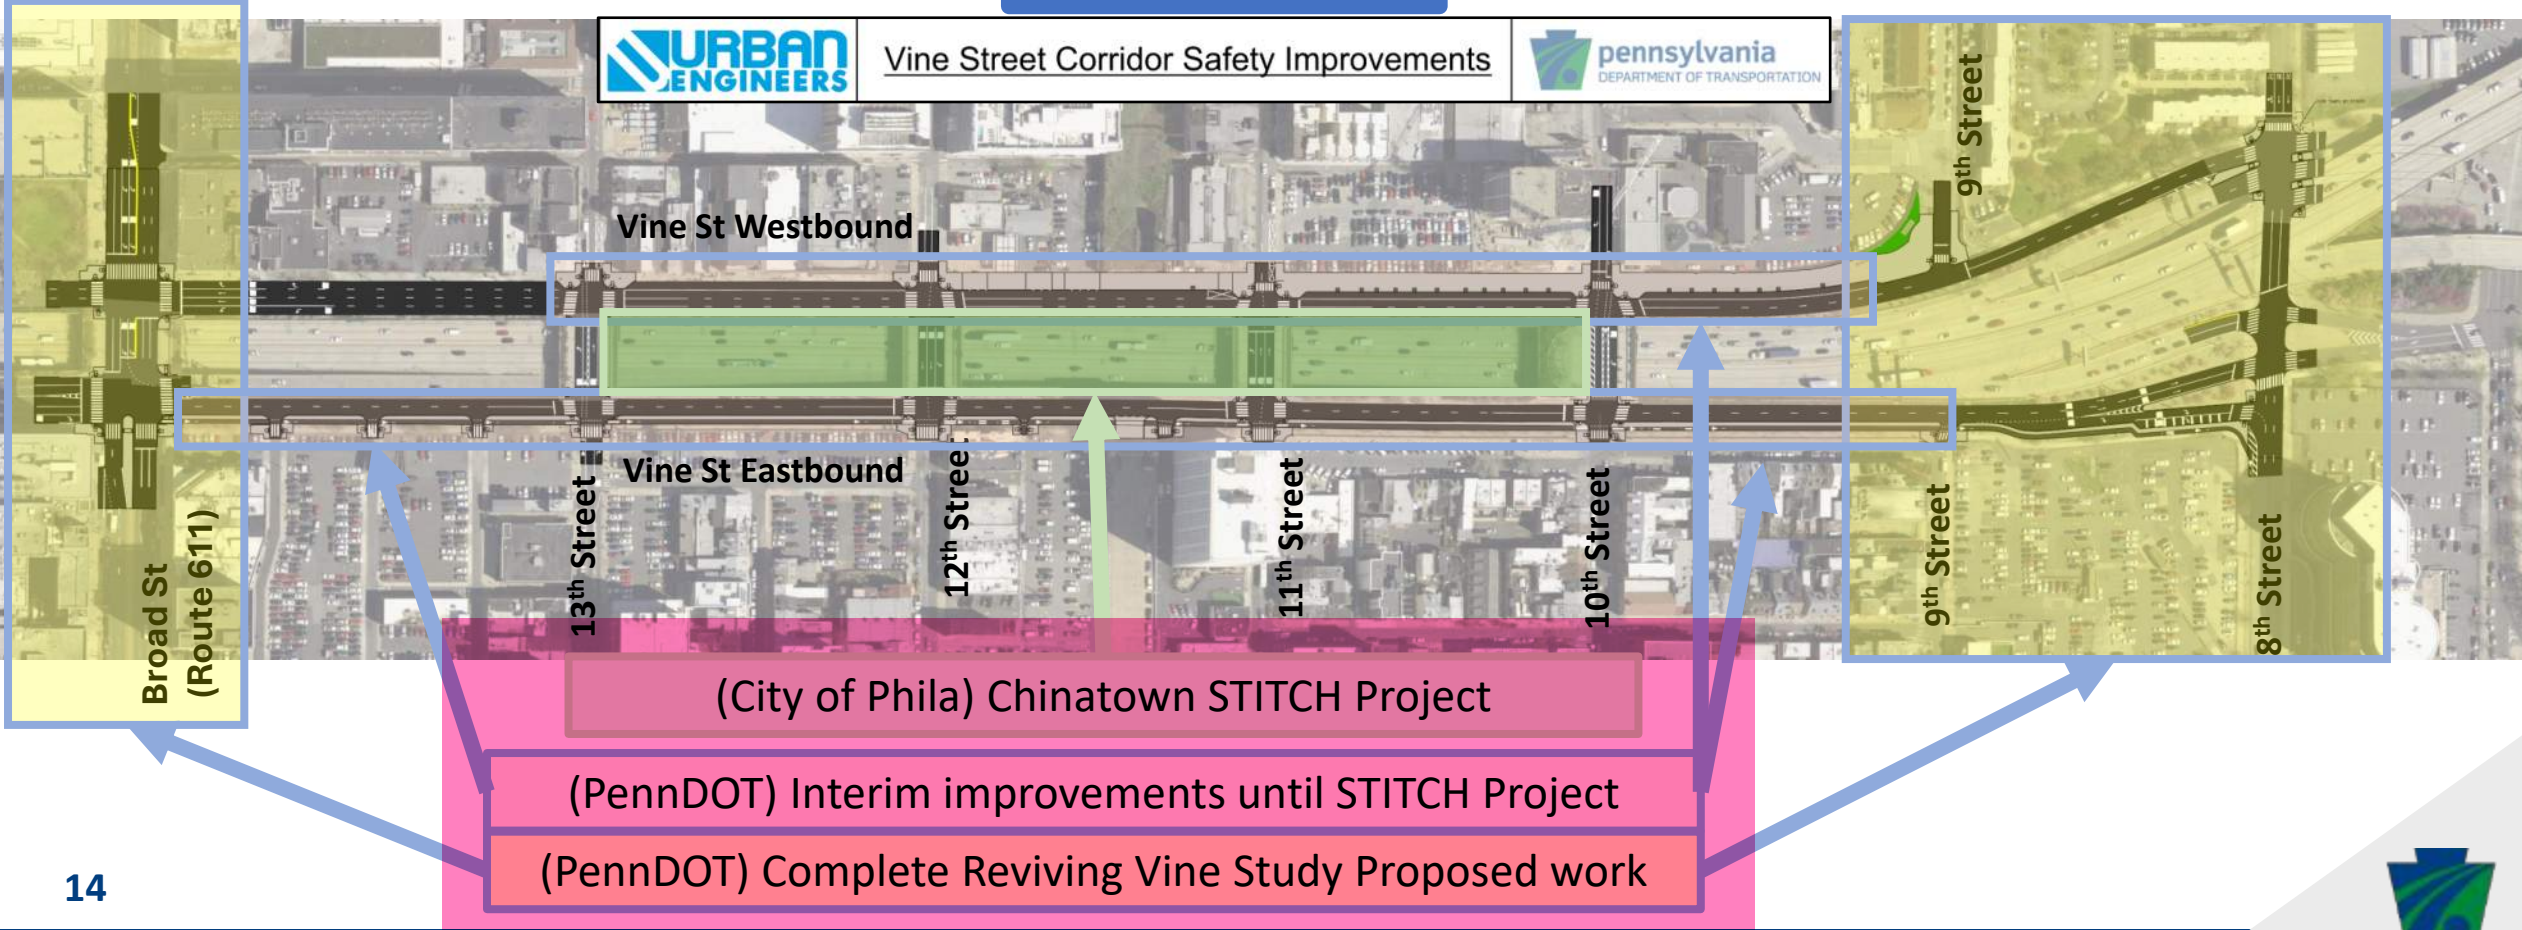 URBAN
ENGINEERS
Vine Street Corridor Safety Improvements
pennsylvania
DEPARTMENT OF TRANSPORTATION
9th Street
Vine St Westbound
Vine St Eastbound
Broad St
(Route 611)
13th Street
12th Street
11th Street
10th Street
9th Street
8th Street
(City of Phila) Chinatown STITCH Project
(PennDOT) Interim improvements until STITCH Project
(PennDOT) Complete Reviving Vine Study Proposed work
14